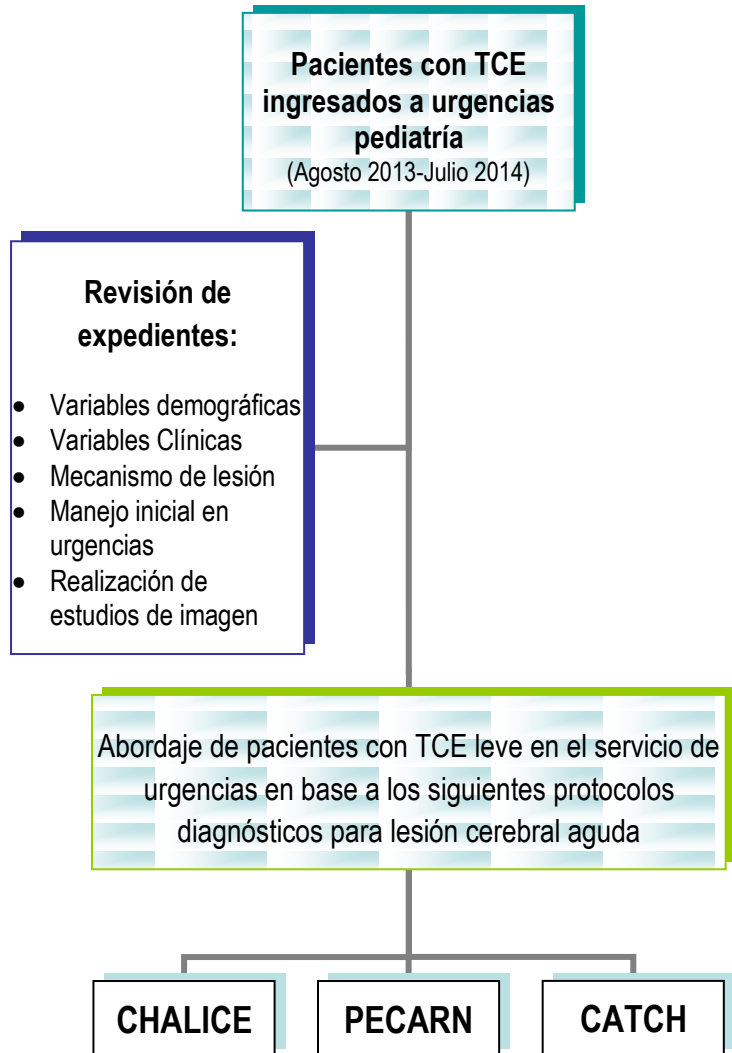 Pacientes con TCE
ingresados a urgencias
pediatría
(Agosto 2013-Julio 2014)
Revisión de
expedientes:
• Variables demográficas
• Variables Clínicas
• Mecanismo de lesión
• Manejo inicial en
urgencias
• Realización de
estudios de imagen
Abordaje de pacientes con TCE leve en el servicio de
urgencias en base a los siguientes protocolos
diagnósticos para lesión cerebral aguda
CHALICE
PECARN
CATCH